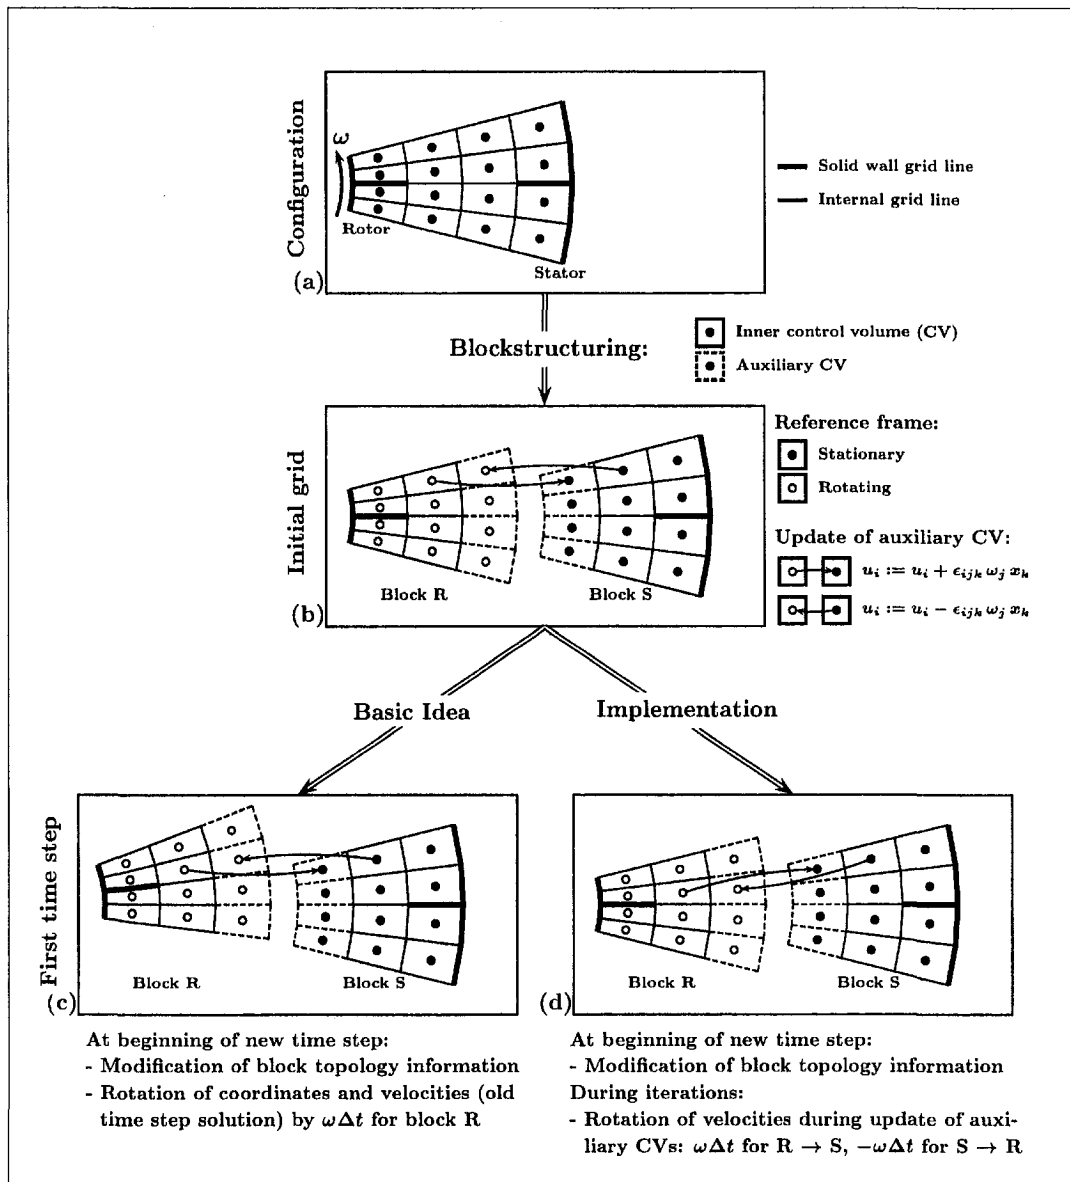 Configuration
ω
Rotor
Stator
(a)
Solid wall grid line
Internal grid line
Blockstructuring:
Inner control volume (CV)
Auxiliary CV
Initial grid
Block R
Block S
(b)
Reference frame:
Stationary
Rotating
Update of auxiliary CV:
u_i := u_i + ϵ_{ijk} ω_j x_k
u_i := u_i − ϵ_{ijk} ω_j x_k
Basic Idea
Implementation
First time step
Block R
Block S
(c)
Block R
Block S
(d)
At beginning of new time step:
- Modification of block topology information
- Rotation of coordinates and velocities (old
time step solution) by ωΔt for block R
At beginning of new time step:
- Modification of block topology information
During iterations:
- Rotation of velocities during update of auxi-
liary CVs: ωΔt for R → S, −ωΔt for S → R